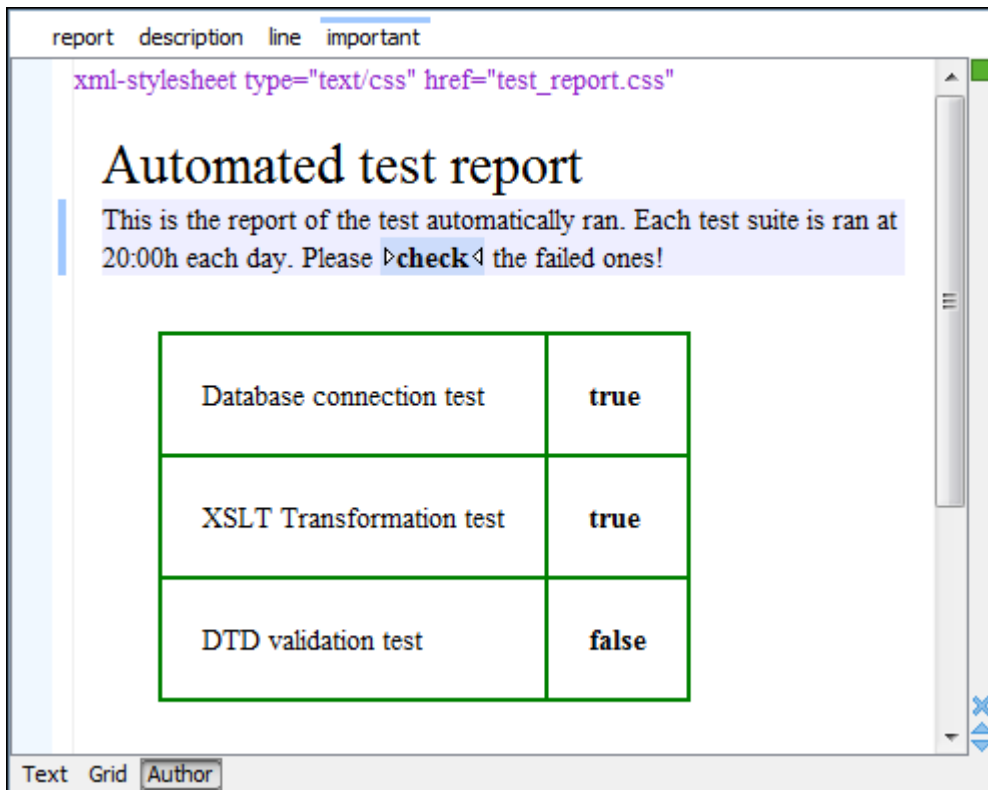 report description line important
xml-stylesheet type="text/css" href="test_report.css"
Automated test report
This is the report of the test automatically ran. Each test suite is ran at
20:00h each day. Please check the failed ones!
Database connection test true
XSLT Transformation test true
DTD validation test false
Text Grid Author